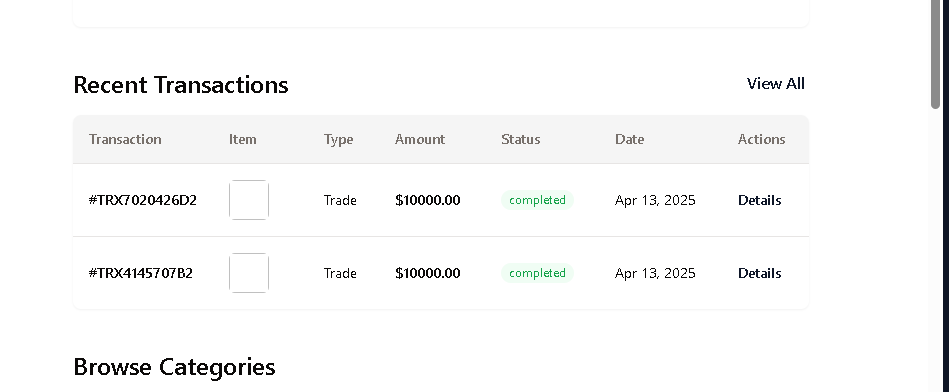 Recent Transactions View All
Transaction Item Type Amount Status Date Actions
#TRX7020426D2 Trade $10000.00 completed Apr 13, 2025 Details
#TRX4145707B2 Trade $10000.00 completed Apr 13, 2025 Details
Browse Categories